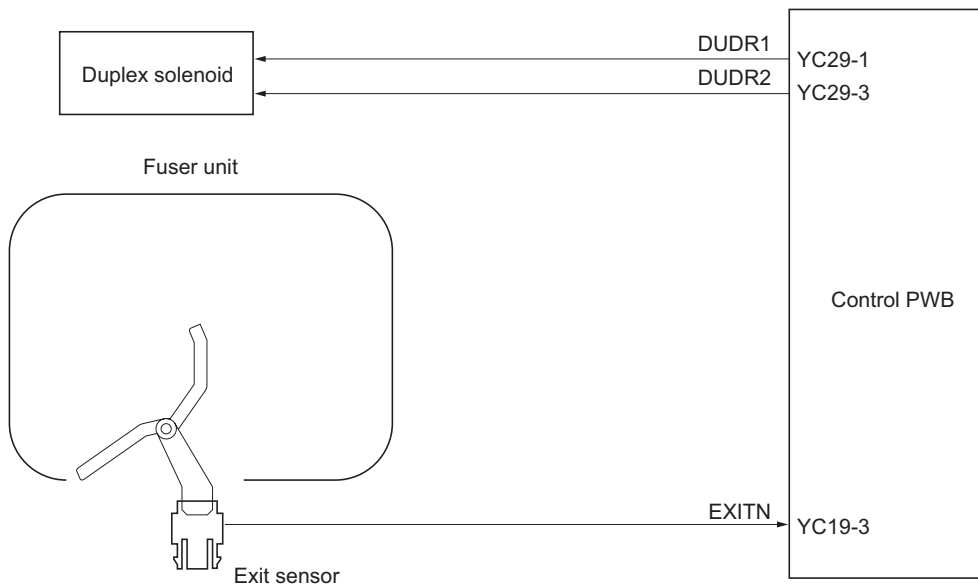 DUDR1
YC29-1
Duplex solenoid
DUDR2
YC29-3
Fuser unit
Control PWB
EXITN
YC19-3
Exit sensor